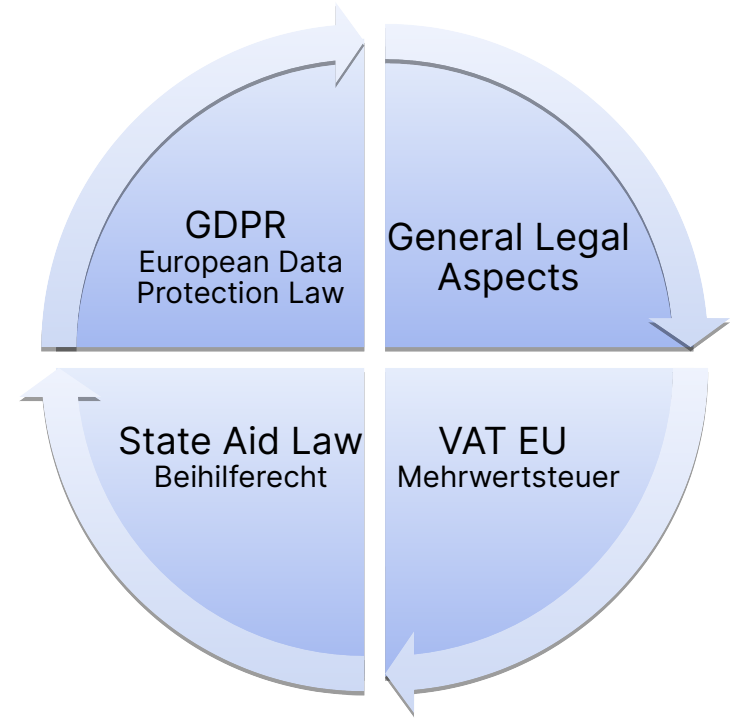 GDPR
European Data
Protection Law
General Legal
Aspects
State Aid Law
Beihilferecht
VAT EU
Mehrwertsteuer